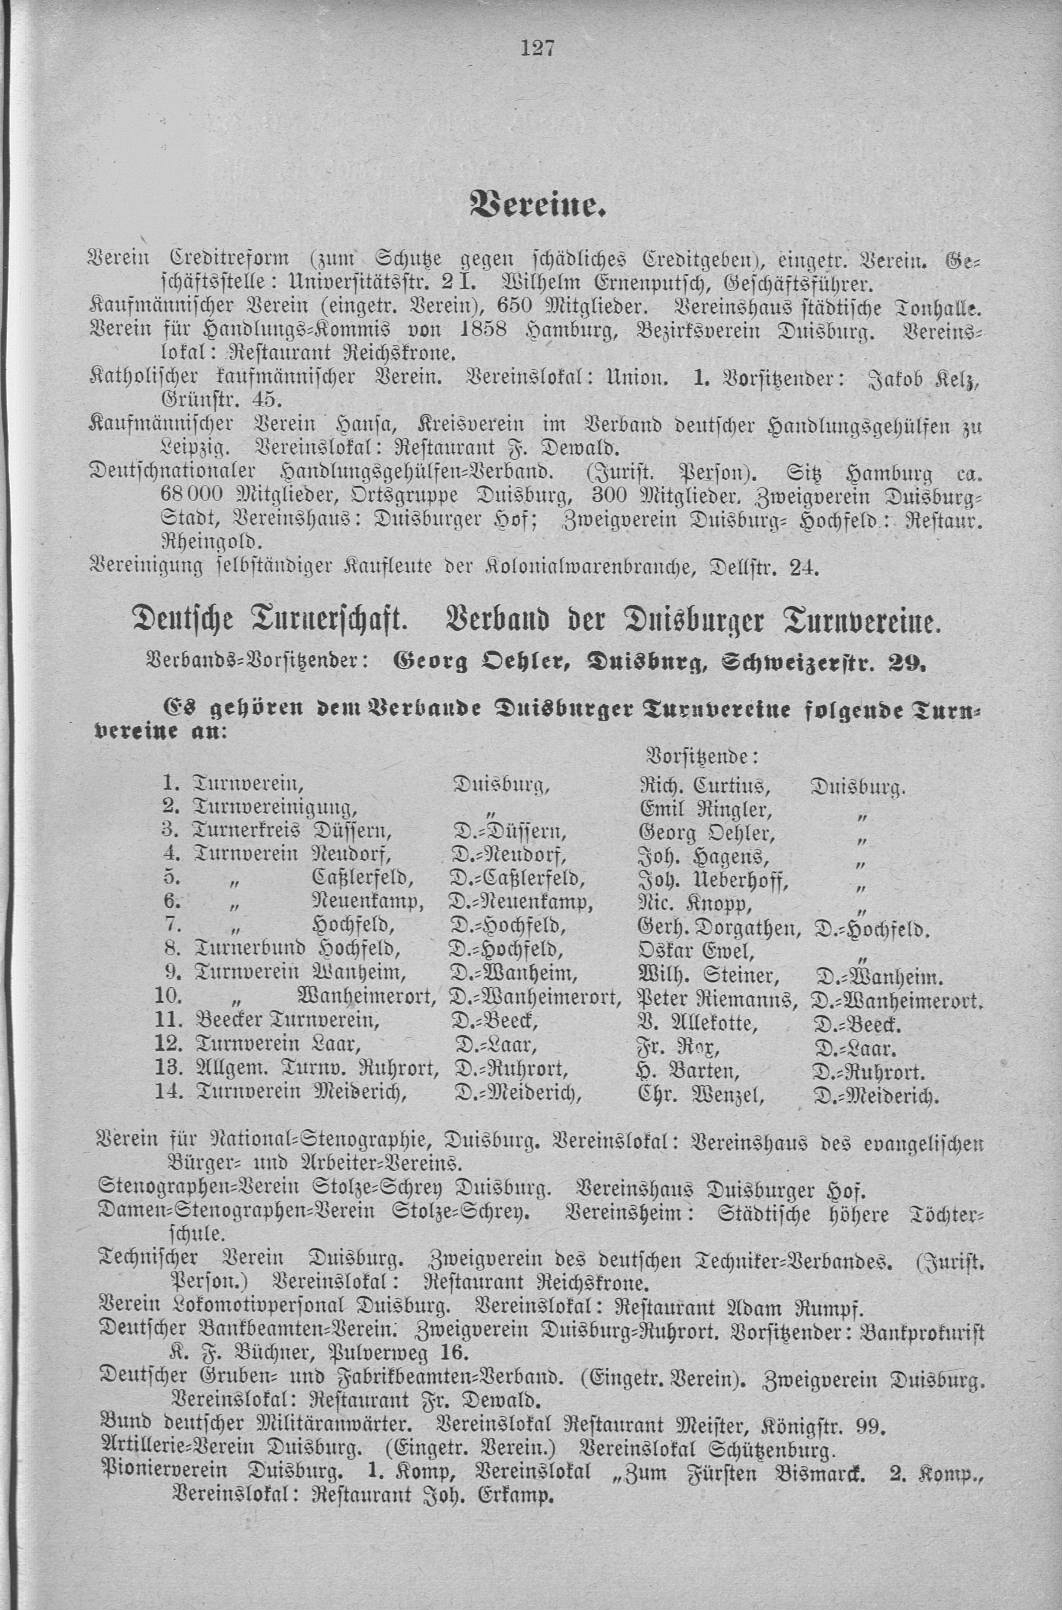 127
Vereine.
Verein Creditreform (zum Schutze gegen schädliches Creditgeben), eingetr. Verein. Ge-
schäftsstelle: Universitätsstr. 2 I. Wilhelm Ernenputsch, Geschäftsführer.
Kaufmännischer Verein (eingetr. Verein), 650 Mitglieder. Vereinshaus städtische Tonhalle.
Verein für Handlungs-Kommis von 1858 Hamburg, Bezirksverein Duisburg. Vereins-
lokal: Restaurant Reichskrone.
Katholischer kaufmännischer Verein. Vereinslokal: Union. 1. Vorsitzender: Jakob Kelz,
Grünstr. 45.
Kaufmännischer Verein Hansa, Kreisverein im Verband deutscher Handlungsgehülfen zu
Leipzig. Vereinslokal: Restaurant F. Dewald.
Deutschnationaler Handlungsgehülfen-Verband. (Jurist. Person). Sitz Hamburg ca.
68 000 Mitglieder, Ortsgruppe Duisburg, 300 Mitglieder. Zweigverein Duisburg-
Stadt, Vereinshaus: Duisburger Hof; Zweigverein Duisburg- Hochfeld: Restaur.
Rheingold.
Vereinigung selbständiger Kaufleute der Kolonialwarenbranche, Dellstr. 24.
Deutsche Turnerschaft. Verband der Duisburger Turnvereine.
Verbands-Vorsitzender: Georg Oehler, Duisburg, Schweizerstr. 29.
Es gehören dem Verbande Duisburger Turnvereine folgende Turn-
vereine an:
Vorsitzende:
1. Turnverein, Duisburg, Rich. Curtius, Duisburg.
2. Turnvereinigung, „ Emil Ringler, „
3. Turnerkreis Düssern, D.-Düssern, Georg Oehler, „
4. Turnverein Neudorf, D.-Neudorf, Joh. Hagens, „
5. „ Caßlerfeld, D.-Caßlerfeld, Joh. Ueberhoff, „
6. „ Neuenkamp, D.-Neuenkamp, Nic. Knopp, „
7. „ Hochfeld, D.-Hochfeld, Gerh. Dorgathen, D.-Hochfeld.
8. Turnerbund Hochfeld, D.-Hochfeld, Oskar Ewel, „
9. Turnverein Wanheim, D.-Wanheim, Wilh. Steiner, D.-Wanheim.
10. „ Wanheimerort, D.-Wanheimerort, Peter Riemanns, D.-Wanheimerort.
11. Beecker Turnverein, D.-Beeck, V. Allekotte, D.-Beeck.
12. Turnverein Laar, D.-Laar, Fr. Rox, D.-Laar.
13. Allgem. Turnv. Ruhrort, D.-Ruhrort, H. Barten, D.-Ruhrort.
14. Turnverein Meiderich, D.-Meiderich, Chr. Wenzel, D.-Meiderich.
Verein für National-Stenographie, Duisburg. Vereinslokal: Vereinshaus des evangelischen
Bürger- und Arbeiter-Vereins.
Stenographen-Verein Stolze-Schrey Duisburg. Vereinshaus Duisburger Hof.
Damen-Stenographen-Verein Stolze-Schrey. Vereinsheim: Städtische höhere Töchter-
schule.
Technischer Verein Duisburg. Zweigverein des deutschen Techniker-Verbandes. (Jurist.
Person.) Vereinslokal: Restaurant Reichskrone.
Verein Lokomotivpersonal Duisburg. Vereinslokal: Restaurant Adam Rumpf.
Deutscher Bankbeamten-Verein. Zweigverein Duisburg-Ruhrort. Vorsitzender: Bankprokurist
K. F. Büchner, Pulverweg 16.
Deutscher Gruben- und Fabrikbeamten-Verband. (Eingetr. Verein). Zweigverein Duisburg.
Vereinslokal: Restaurant Fr. Dewald.
Bund deutscher Militäranwärter. Vereinslokal Restaurant Meister, Königstr. 99.
Artillerie-Verein Duisburg. (Eingetr. Verein.) Vereinslokal Schützenburg.
Pionierverein Duisburg. 1. Komp, Vereinslokal „Zum Fürsten Bismarck. 2. Komp.,
Vereinslokal: Restaurant Joh. Erkamp.